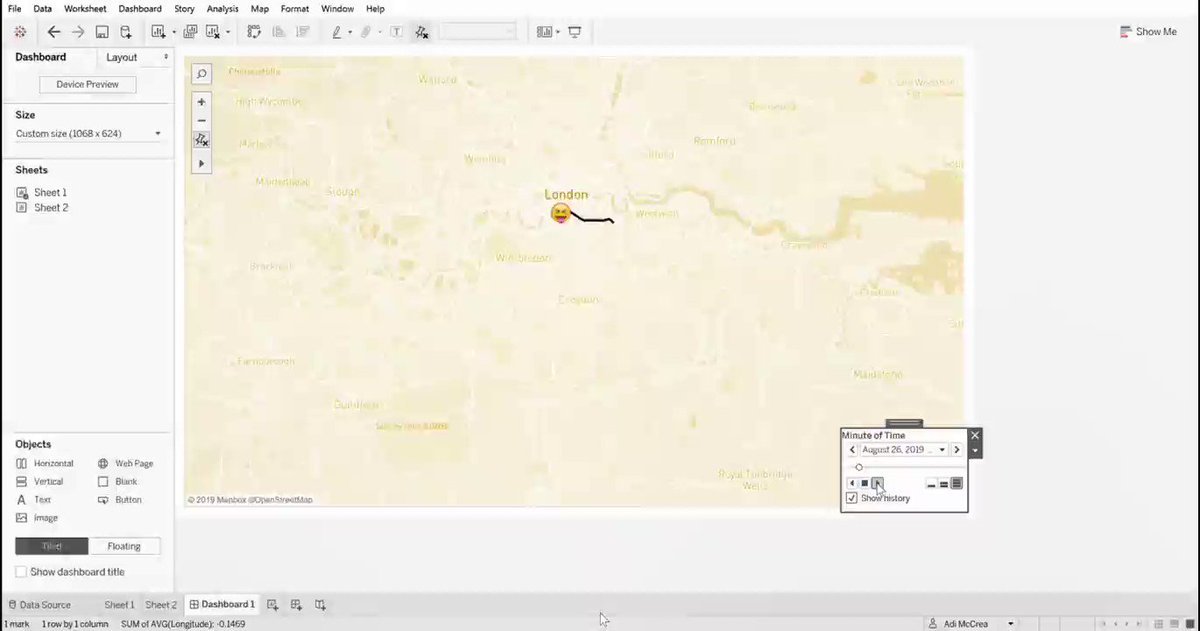 File Data Worksheet Dashboard Story Analysis Map Format Window Help
Show Me
Dashboard Layout
Device Preview
Size
Custom size (1068 x 624)
Sheets
Sheet 1
Sheet 2
Objects
Horizontal Web Page
Vertical Blank
Text Button
Image
Tiled Floating
Show dashboard title
Watford
High Wycombe
Romford
Ilford
Wembley
Maidenhead
Slough
London
Woolwich
Gravesend
Wimbledon
Bracknell
Croydon
Farnborough
Maidstone
Guildford
Royal Tunbridge
Wells
© 2019 Mapbox @OpenStreetMap
Minute of Time
August 26, 2019 ...
Show history
Data Source Sheet 1 Sheet 2 Dashboard 1
1 mark 1 row by 1 column SUM of AVG(Longitude): -0.1469
Adi McCrea